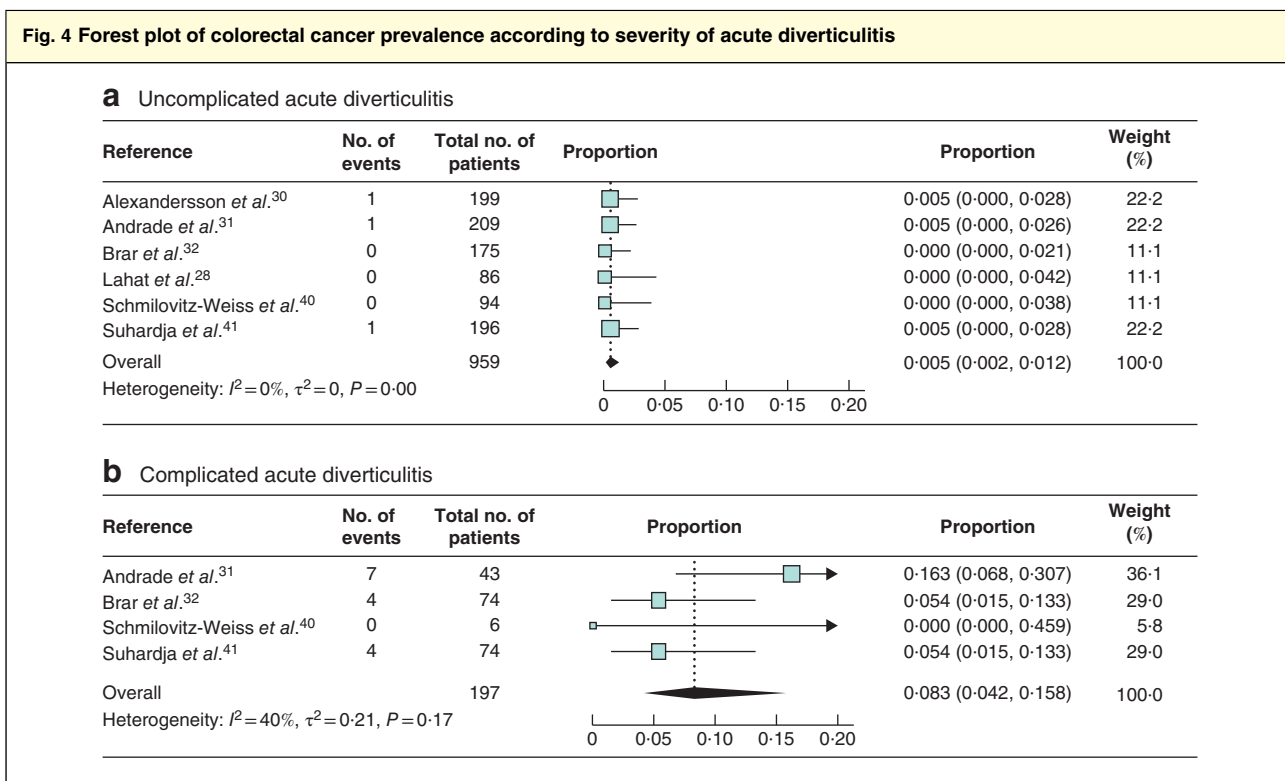 Fig. 4 Forest plot of colorectal cancer prevalence according to severity of acute diverticulitis
a Uncomplicated acute diverticulitis
Reference No. of events Total no. of patients Proportion Proportion Weight (%)
Alexandersson et al.30 1 199 0·005 (0·000, 0·028) 22·2
Andrade et al.31 1 209 0·005 (0·000, 0·026) 22·2
Brar et al.32 0 175 0·000 (0·000, 0·021) 11·1
Lahat et al.28 0 86 0·000 (0·000, 0·042) 11·1
Schmilovitz-Weiss et al.40 0 94 0·000 (0·000, 0·038) 11·1
Suhardja et al.41 1 196 0·005 (0·000, 0·028) 22·2
Overall 959 0·005 (0·002, 0·012) 100·0
Heterogeneity: I²=0%, τ²=0, P=0·00
0 0·05 0·10 0·15 0·20
b Complicated acute diverticulitis
Reference No. of events Total no. of patients Proportion Proportion Weight (%)
Andrade et al.31 7 43 0·163 (0·068, 0·307) 36·1
Brar et al.32 4 74 0·054 (0·015, 0·133) 29·0
Schmilovitz-Weiss et al.40 0 6 0·000 (0·000, 0·459) 5·8
Suhardja et al.41 4 74 0·054 (0·015, 0·133) 29·0
Overall 197 0·083 (0·042, 0·158) 100·0
Heterogeneity: I²=40%, τ²=0·21, P=0·17
0 0·05 0·10 0·15 0·20